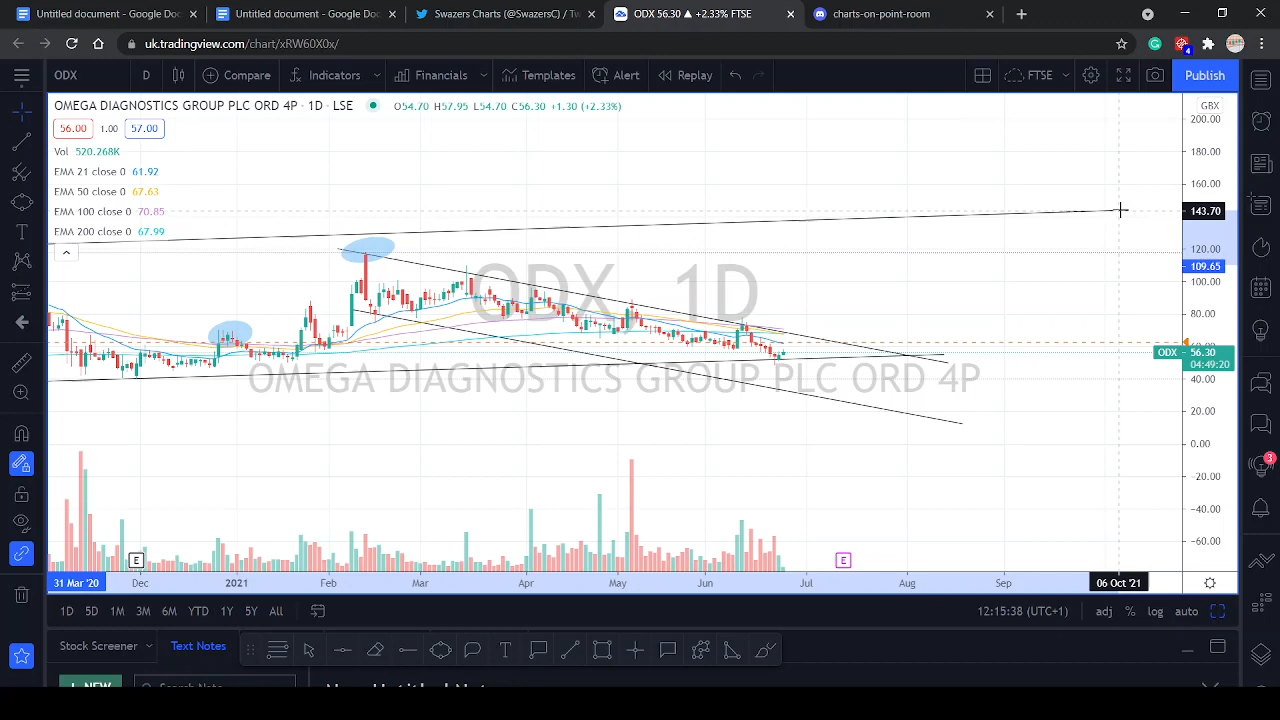 Untitled document - Google Doc
Untitled document - Google Doc
Swazers Charts (@SwazersC) / Tw
ODX 56.30 ▲ +2.33% FTSE
charts-on-point-room
uk.tradingview.com/chart/xRW60X0x/
4
ODX
D
Compare
Indicators
Financials
Templates
Alert
Replay
FTSE
Publish
OMEGA DIAGNOSTICS GROUP PLC ORD 4P · 1D · LSE
O54.70 H57.95 L54.70 C56.30 +1.30 (+2.33%)
GBX
56.00
1.00
57.00
Vol 520.268K
EMA 21 close 0 61.92
EMA 50 close 0 67.63
EMA 100 close 0 70.85
EMA 200 close 0 67.99
200.00
180.00
160.00
143.70
120.00
109.65
100.00
80.00
ODX 56.30
04:49:20
40.00
20.00
0.00
-20.00
-40.00
-60.00
ODX 1D
OMEGA DIAGNOSTICS GROUP PLC ORD 4P
3
E
E
31 Mar '20
Dec
2021
Feb
Mar
Apr
May
Jun
Jul
Aug
Sep
06 Oct '21
1D
5D
1M
3M
6M
YTD
1Y
5Y
All
12:15:38 (UTC+1)
adj
%
log
auto
Stock Screener
Text Notes
T